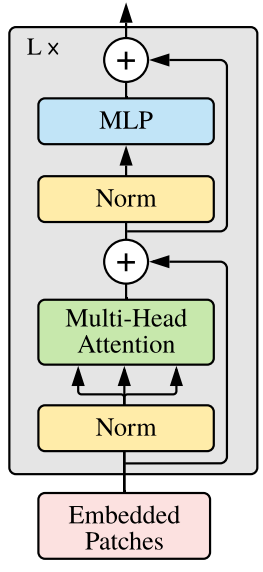 L ×
+
MLP
Norm
+
Multi-Head
Attention
Norm
Embedded
Patches